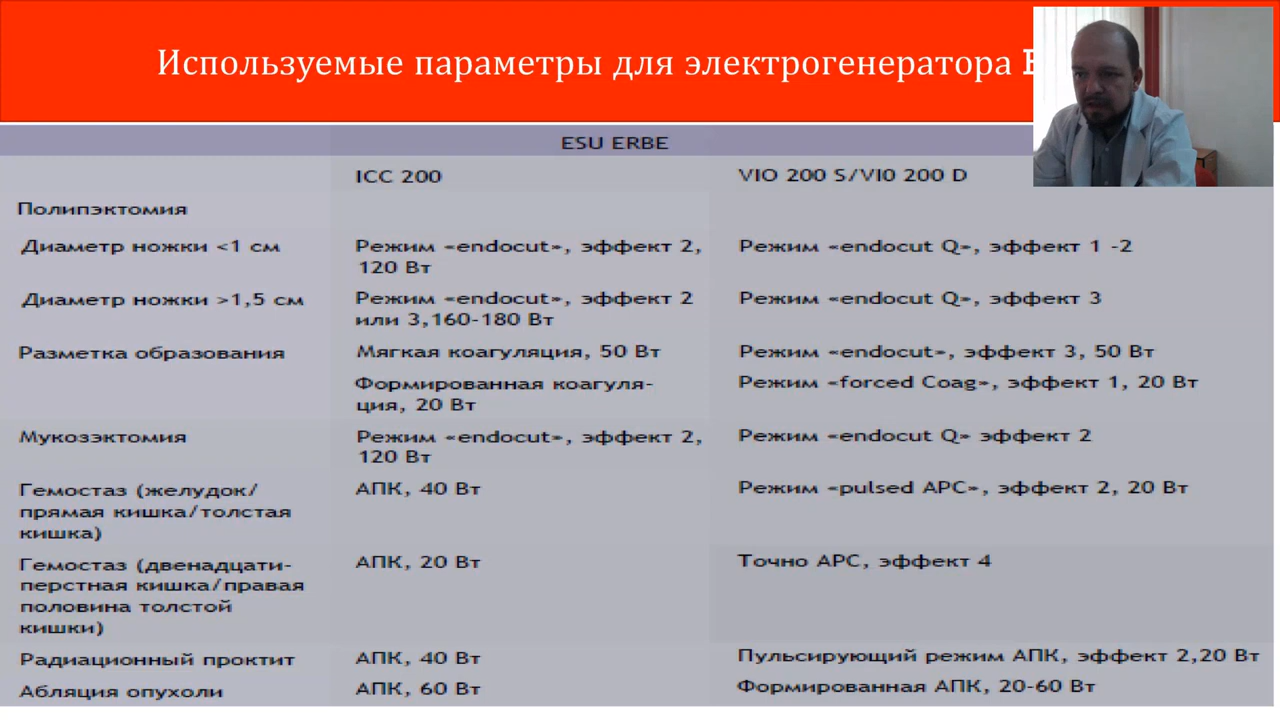 Используемые параметры для электрогенератора
ESU ERBE
ICC 200
VIO 200 S/VI0 200 D
Полипэктомия
Диаметр ножки <1 см
Режим «endocut», эффект 2,
120 Вт
Режим «endocut Q», эффект 1 -2
Диаметр ножки >1,5 см
Режим «endocut», эффект 2
или 3,160-180 Вт
Режим «endocut Q», эффект 3
Разметка образования
Мягкая коагуляция, 50 Вт
Режим «endocut», эффект 3, 50 Вт
Формированная коагуля-
ция, 20 Вт
Режим «forced Coag», эффект 1, 20 Вт
Мукозэктомия
Режим «endocut», эффект 2,
120 Вт
Режим «endocut Q» эффект 2
Гемостаз (желудок/
прямая кишка/толстая
кишка)
АПК, 40 Вт
Режим «pulsed APC», эффект 2, 20 Вт
Гемостаз (двенадцати-
перстная кишка/правая
половина толстой
кишки)
АПК, 20 Вт
Точно APC, эффект 4
Радиационный проктит
АПК, 40 Вт
Пульсирующий режим АПК, эффект 2,20 Вт
Абляция опухоли
АПК, 60 Вт
Формированная АПК, 20-60 Вт